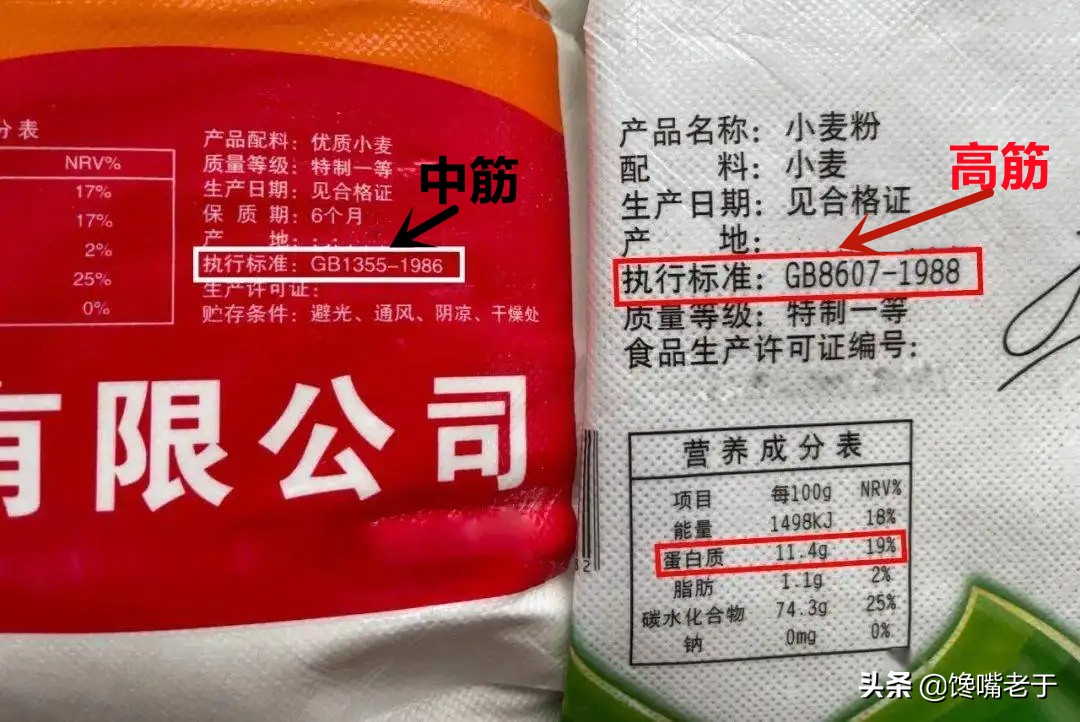 分表
NRV%
17%
17%
2%
25%
0%
产品配料：优质小麦
质量等级：特制一等
生产日期：见合格证
保 质 期：6个月
产 地：
执行标准：GB1355-1986
生产许可证：
贮存条件：避光、通风、阴凉、干燥处
中筋
有限公司
产品名称：小麦粉
配 料：小麦
生产日期：见合格证
产 地：
执行标准：GB8607-1988
质量等级：特制一等
食品生产许可证编号：
高筋
营养成分表
项目 每100g NRV%
能量 1498kJ 18%
蛋白质 11.4g 19%
脂肪 1.1g 2%
碳水化合物 74.3g 25%
钠 0mg 0%
头条 @馋嘴老于